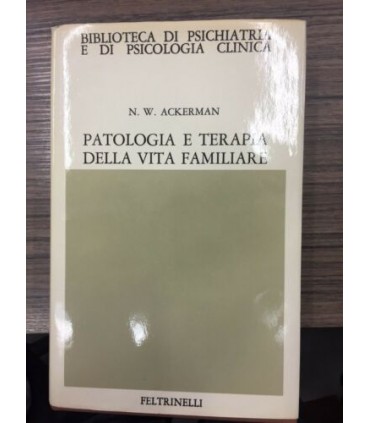 BIBLIOTECA DI PSICHIATRIA
E DI PSICOLOGIA CLINICA
N. W. ACKERMAN
PATOLOGIA E TERAPIA
DELLA VITA FAMILIARE
FELTRINELLI